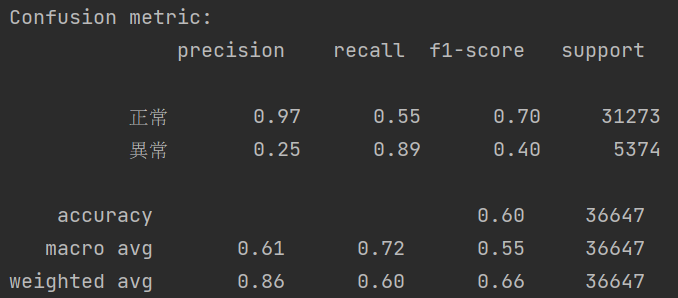 Confusion metric:
precision recall f1-score support
正常 0.97 0.55 0.70 31273
異常 0.25 0.89 0.40 5374
accuracy 0.60 36647
macro avg 0.61 0.72 0.55 36647
weighted avg 0.86 0.60 0.66 36647